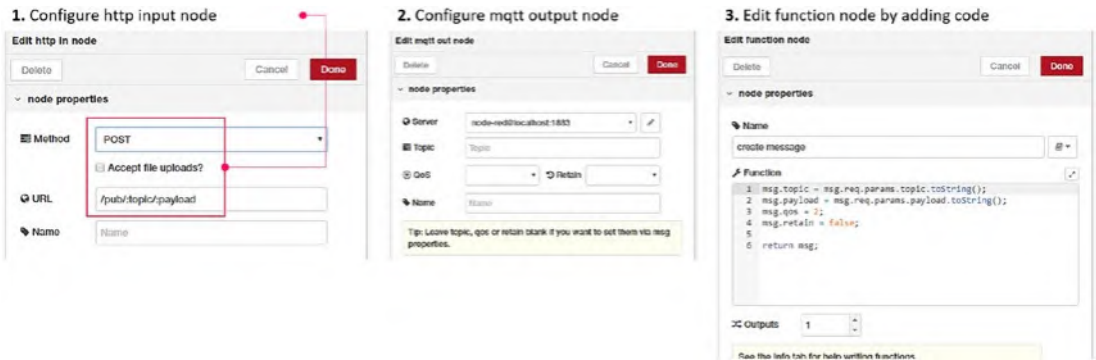 1. Configure http input node
Edit http in node
Delete
Cancel
Done
node properties
Method
POST
Accept file uploads?
URL
/pub/:topic/:payload
Name
Name
2. Configure mqtt output node
Edit mqtt out node
Delete
Cancel
Done
node properties
Server
node-red@localhost:1883
Topic
Topic
QoS
Retain
Name
Name
Tip: Leave topic, qos or retain blank if you want to set them via msg
properties.
3. Edit function node by adding code
Edit function node
Delete
Cancel
Done
node properties
Name
create message
Function
1 msg.topic = msg.req.params.topic.toString();
2 msg.payload = msg.req.params.payload.toString();
3 msg.qos = 2;
4 msg.retain = false;
5
6 return msg;
Outputs
1
See the Info tab for help writing functions.